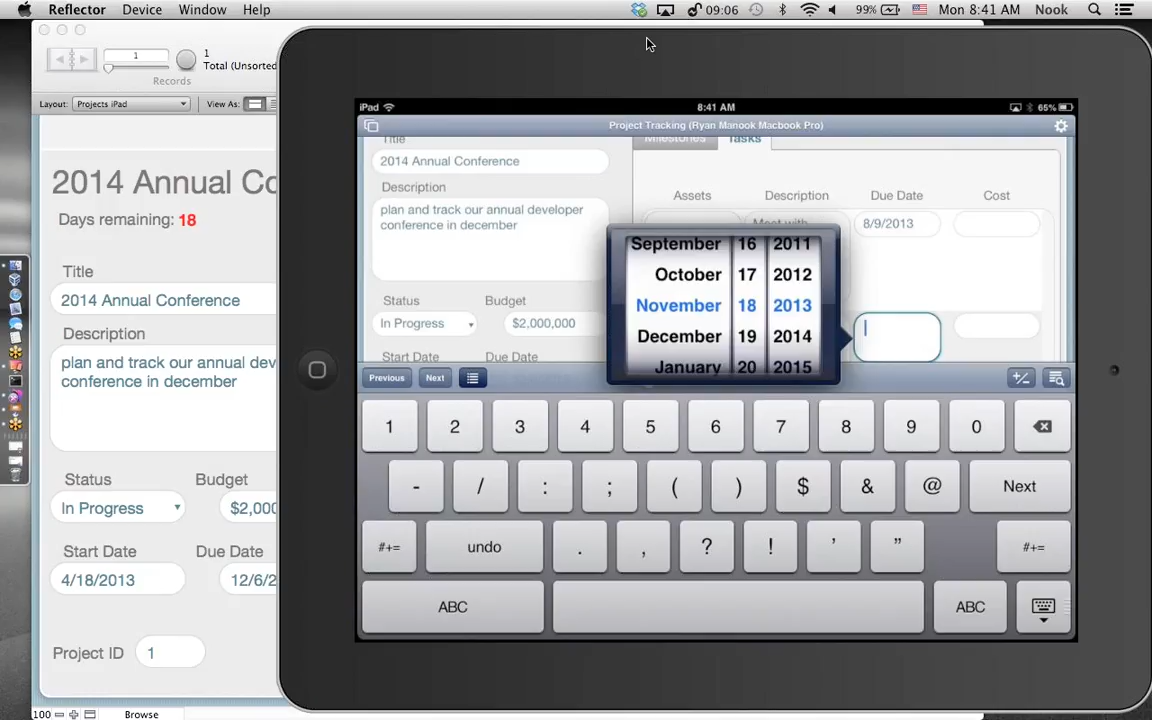 Reflector Device Window Help 09:06 99% Mon 8:41 AM Nook
1
1
Total (Unsorted
Records
Layout: Projects iPad View As:
2014 Annual Co
Days remaining: 18
Title
2014 Annual Conference
Description
plan and track our annual dev
conference in december
Status Budget
In Progress $2,000
Start Date Due Date
4/18/2013 12/6/2
Project ID 1
100 Browse
iPad 8:41 AM 65%
Project Tracking (Ryan Manook Macbook Pro)
Title Milestones Tasks
2014 Annual Conference
Description
plan and track our annual developer
conference in december
Status Budget
In Progress $2,000,000
Start Date Due Date
Assets Description Due Date Cost
Meet with 8/9/2013
September 16 2011
October 17 2012
November 18 2013
December 19 2014
January 20 2015
Previous Next +/-
1 2 3 4 5 6 7 8 9 0
- / : ; ( ) $ & @ Next
#+= undo . , ? ! ' " #+=
ABC ABC